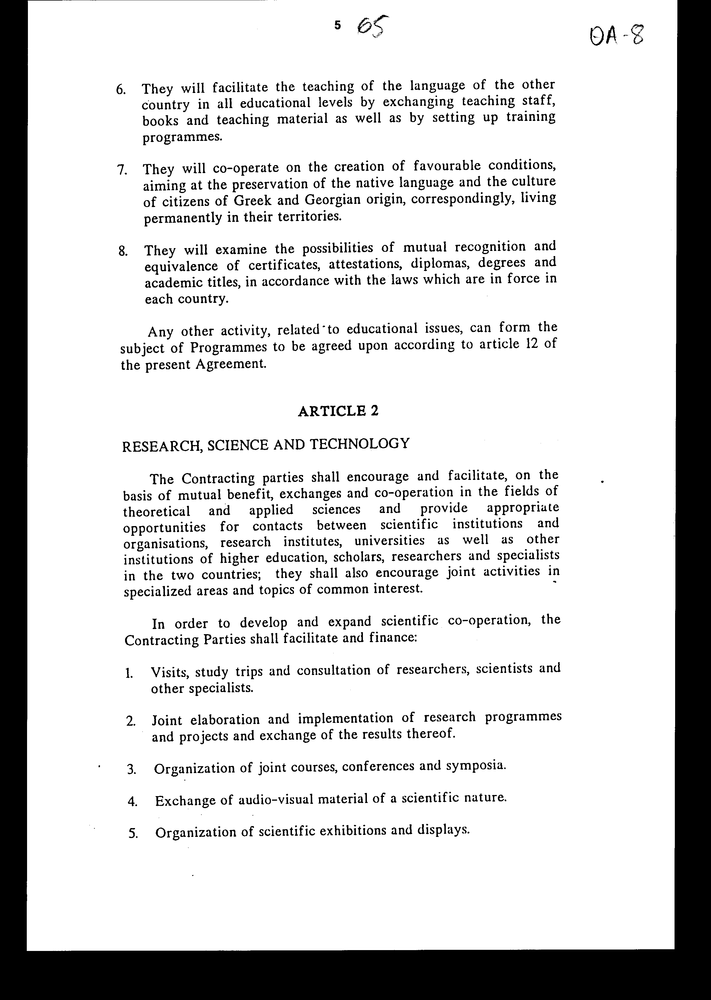 5 65
ΘA-8
6. They will facilitate the teaching of the language of the other
country in all educational levels by exchanging teaching staff,
books and teaching material as well as by setting up training
programmes.
7. They will co-operate on the creation of favourable conditions,
aiming at the preservation of the native language and the culture
of citizens of Greek and Georgian origin, correspondingly, living
permanently in their territories.
8. They will examine the possibilities of mutual recognition and
equivalence of certificates, attestations, diplomas, degrees and
academic titles, in accordance with the laws which are in force in
each country.
Any other activity, related to educational issues, can form the
subject of Programmes to be agreed upon according to article 12 of
the present Agreement.
ARTICLE 2
RESEARCH, SCIENCE AND TECHNOLOGY
The Contracting parties shall encourage and facilitate, on the
basis of mutual benefit, exchanges and co-operation in the fields of
theoretical and applied sciences and provide appropriate
opportunities for contacts between scientific institutions and
organisations, research institutes, universities as well as other
institutions of higher education, scholars, researchers and specialists
in the two countries; they shall also encourage joint activities in
specialized areas and topics of common interest.
In order to develop and expand scientific co-operation, the
Contracting Parties shall facilitate and finance:
1. Visits, study trips and consultation of researchers, scientists and
other specialists.
2. Joint elaboration and implementation of research programmes
and projects and exchange of the results thereof.
3. Organization of joint courses, conferences and symposia.
4. Exchange of audio-visual material of a scientific nature.
5. Organization of scientific exhibitions and displays.